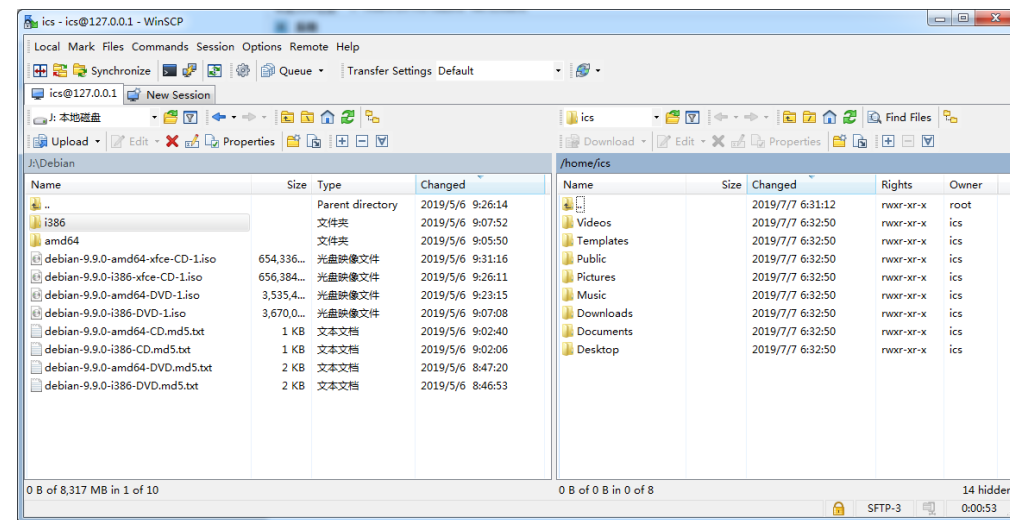 ics - ics@127.0.0.1 - WinSCP
Local Mark Files Commands Session Options Remote Help
Synchronize Queue Transfer Settings Default
ics@127.0.0.1 New Session
J: 本地磁盘 ics Find Files
Upload Edit Properties Download Edit Properties
J:\Debian /home/ics
Name Size Type Changed Name Size Changed Rights Owner
.. Parent directory 2019/5/6 9:26:14 .. 2019/7/7 6:31:12 rwxr-xr-x root
i386 文件夹 2019/5/6 9:07:52 Videos 2019/7/7 6:32:50 rwxr-xr-x ics
amd64 文件夹 2019/5/6 9:05:50 Templates 2019/7/7 6:32:50 rwxr-xr-x ics
debian-9.9.0-amd64-xfce-CD-1.iso 654,336... 光盘映像文件 2019/5/6 9:31:16 Public 2019/7/7 6:32:50 rwxr-xr-x ics
debian-9.9.0-i386-xfce-CD-1.iso 656,384... 光盘映像文件 2019/5/6 9:26:11 Pictures 2019/7/7 6:32:50 rwxr-xr-x ics
debian-9.9.0-amd64-DVD-1.iso 3,535,4... 光盘映像文件 2019/5/6 9:23:15 Music 2019/7/7 6:32:50 rwxr-xr-x ics
debian-9.9.0-i386-DVD-1.iso 3,670,0... 光盘映像文件 2019/5/6 9:07:08 Downloads 2019/7/7 6:32:50 rwxr-xr-x ics
debian-9.9.0-amd64-CD.md5.txt 1 KB 文本文档 2019/5/6 9:02:40 Documents 2019/7/7 6:32:50 rwxr-xr-x ics
debian-9.9.0-i386-CD.md5.txt 1 KB 文本文档 2019/5/6 9:02:06 Desktop 2019/7/7 6:32:50 rwxr-xr-x ics
debian-9.9.0-amd64-DVD.md5.txt 2 KB 文本文档 2019/5/6 8:47:20
debian-9.9.0-i386-DVD.md5.txt 2 KB 文本文档 2019/5/6 8:46:53
0 B of 8,317 MB in 1 of 10 0 B of 0 B in 0 of 8 14 hidden
SFTP-3 0:00:53